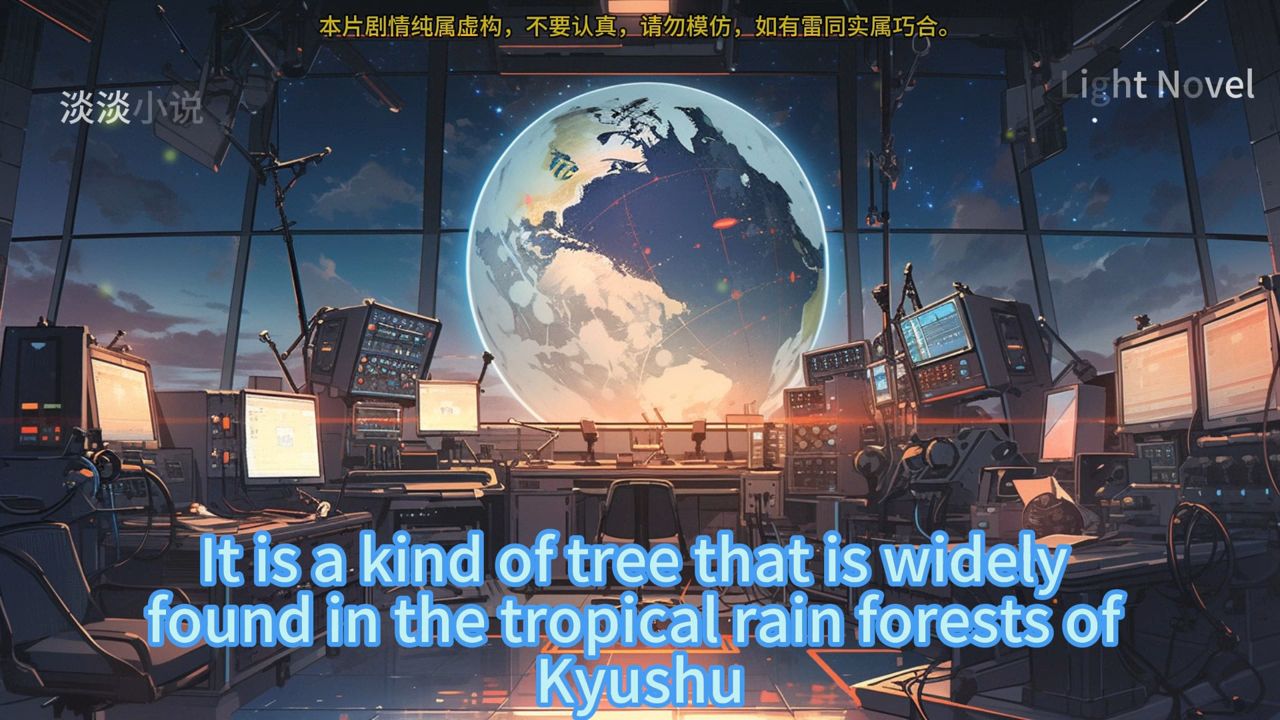 本片剧情纯属虚构，不要认真，请勿模仿，如有雷同实属巧合。
淡淡小说
Light Novel
It is a kind of tree that is widely
found in the tropical rain forests of
Kyushu